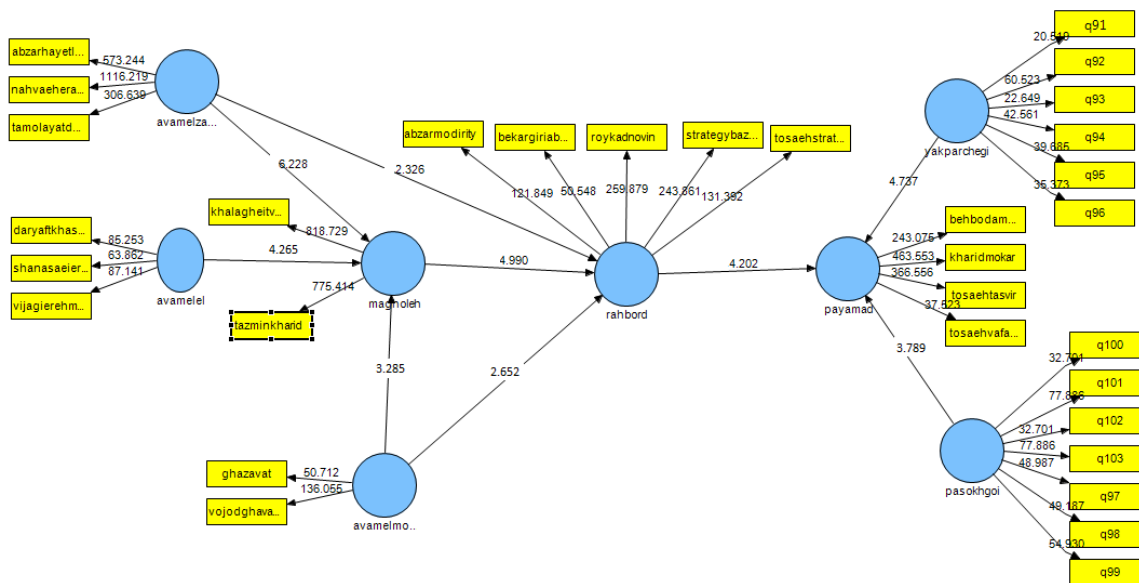 abzarhayetl...
nahvaehera...
tamolayatd...
573.244
1116.219
306.639
avamelza...
6.228
2.326
daryaftkhas...
shanasaeier...
vijagierehm...
85.253
63.862
87.141
avamelel
4.265
khalagheitv...
818.729
775.414
tazminkharid
magholeh
3.285
ghazavat
vojodghava...
50.712
136.055
avamelmo..
2.652
4.990
abzarmodirity
bekargiriab...
roykadnovin
strategybaz...
tosaehstrat...
121.849
50.548
259.879
243.861
131.392
rahbord
4.202
payamad
243.075
463.553
366.556
37.523
behbodam...
kharidmokar
tosaehtasvir
tosaehvafa...
4.737
yakparchegi
20.519
60.523
22.649
42.561
39.685
35.373
q91
q92
q93
q94
q95
q96
3.789
pasokhgoi
32.701
77.886
32.701
77.886
48.987
49.187
54.930
q100
q101
q102
q103
q97
q98
q99